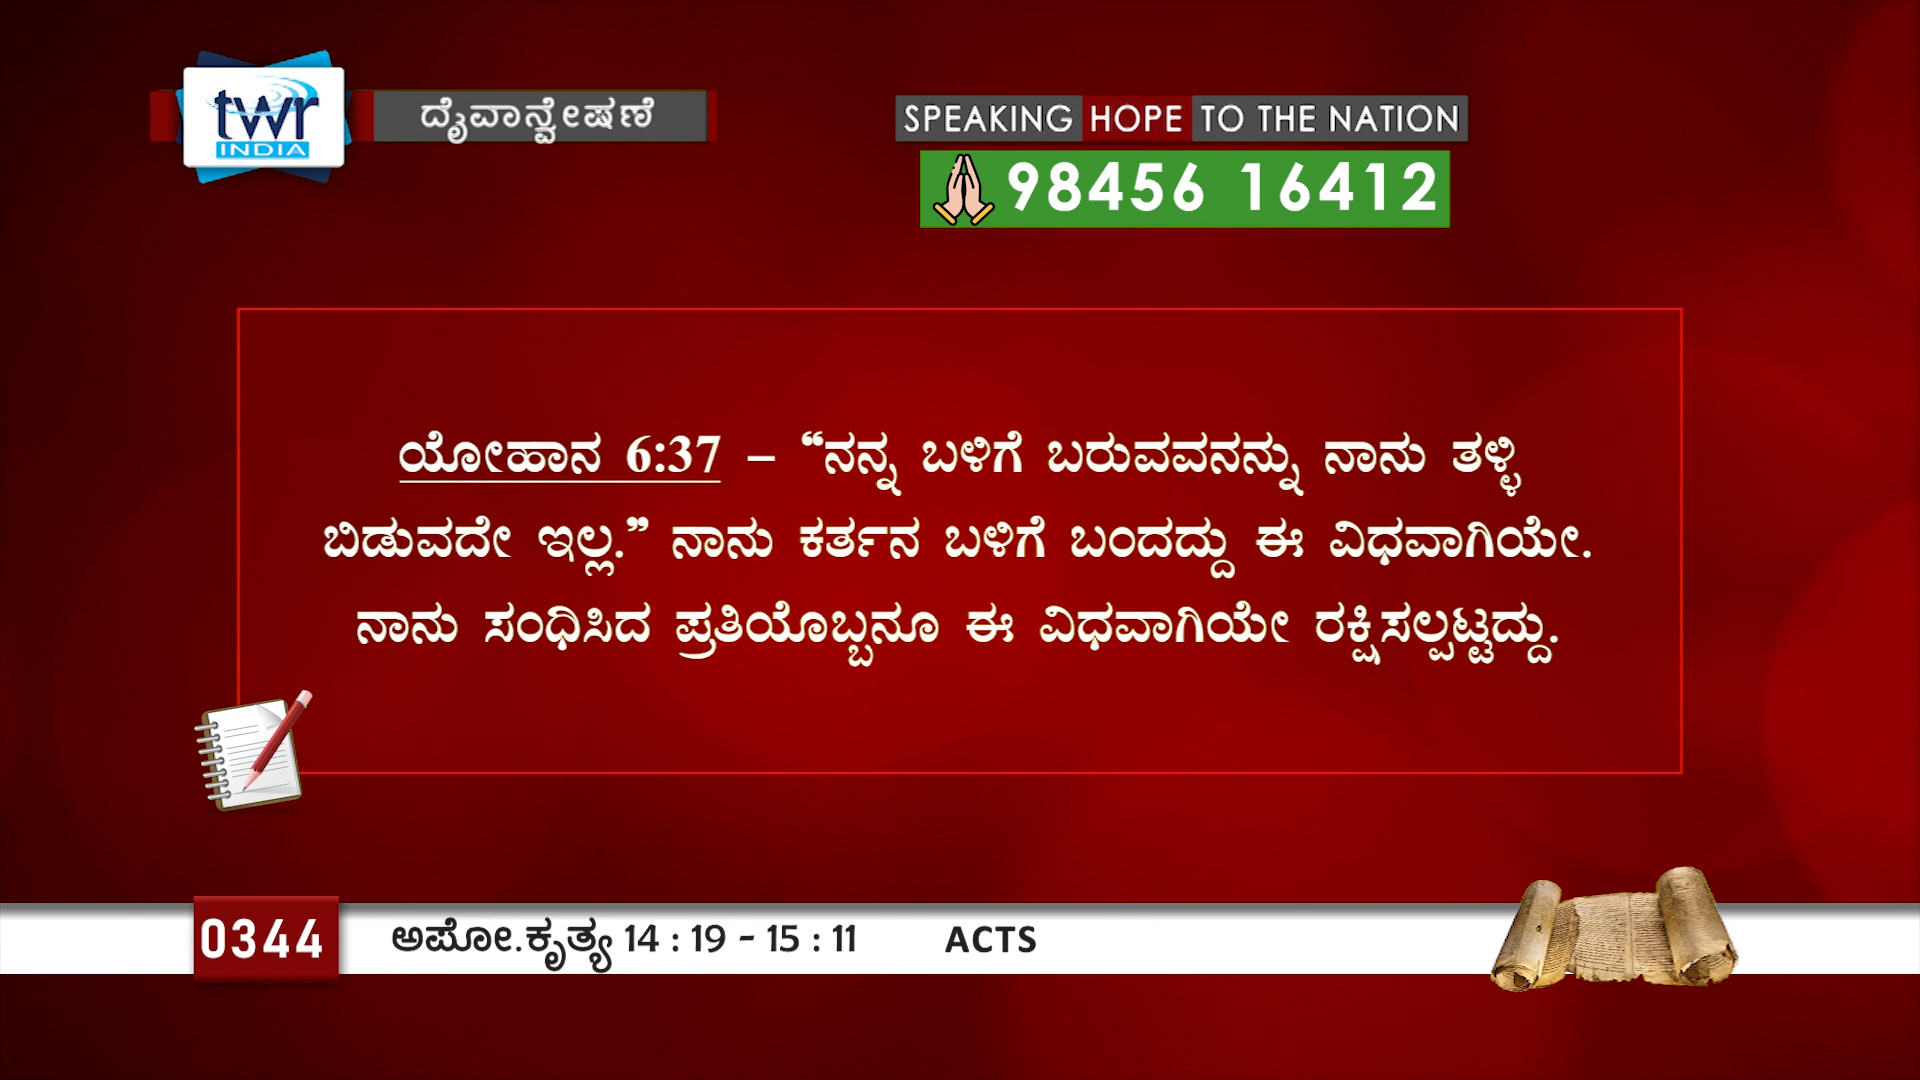 twr
INDIA
ದೈವಾನ್ವೇಷಣೆ
SPEAKING HOPE TO THE NATION
98456 16412
ಯೋಹಾನ 6:37 – “ನನ್ನ ಬಳಿಗೆ ಬರುವವನನ್ನು ನಾನು ತಳ್ಳಿ
ಬಿಡುವದೇ ಇಲ್ಲ.” ನಾನು ಕರ್ತನ ಬಳಿಗೆ ಬಂದದ್ದು ಈ ವಿಧವಾಗಿಯೇ.
ನಾನು ಸಂಧಿಸಿದ ಪ್ರತಿಯೊಬ್ಬನೂ ಈ ವಿಧವಾಗಿಯೇ ರಕ್ಷಿಸಲ್ಪಟ್ಟದ್ದು.
0344 ಅಪೋ.ಕೃತ್ಯ 14 : 19 - 15 : 11 ACTS